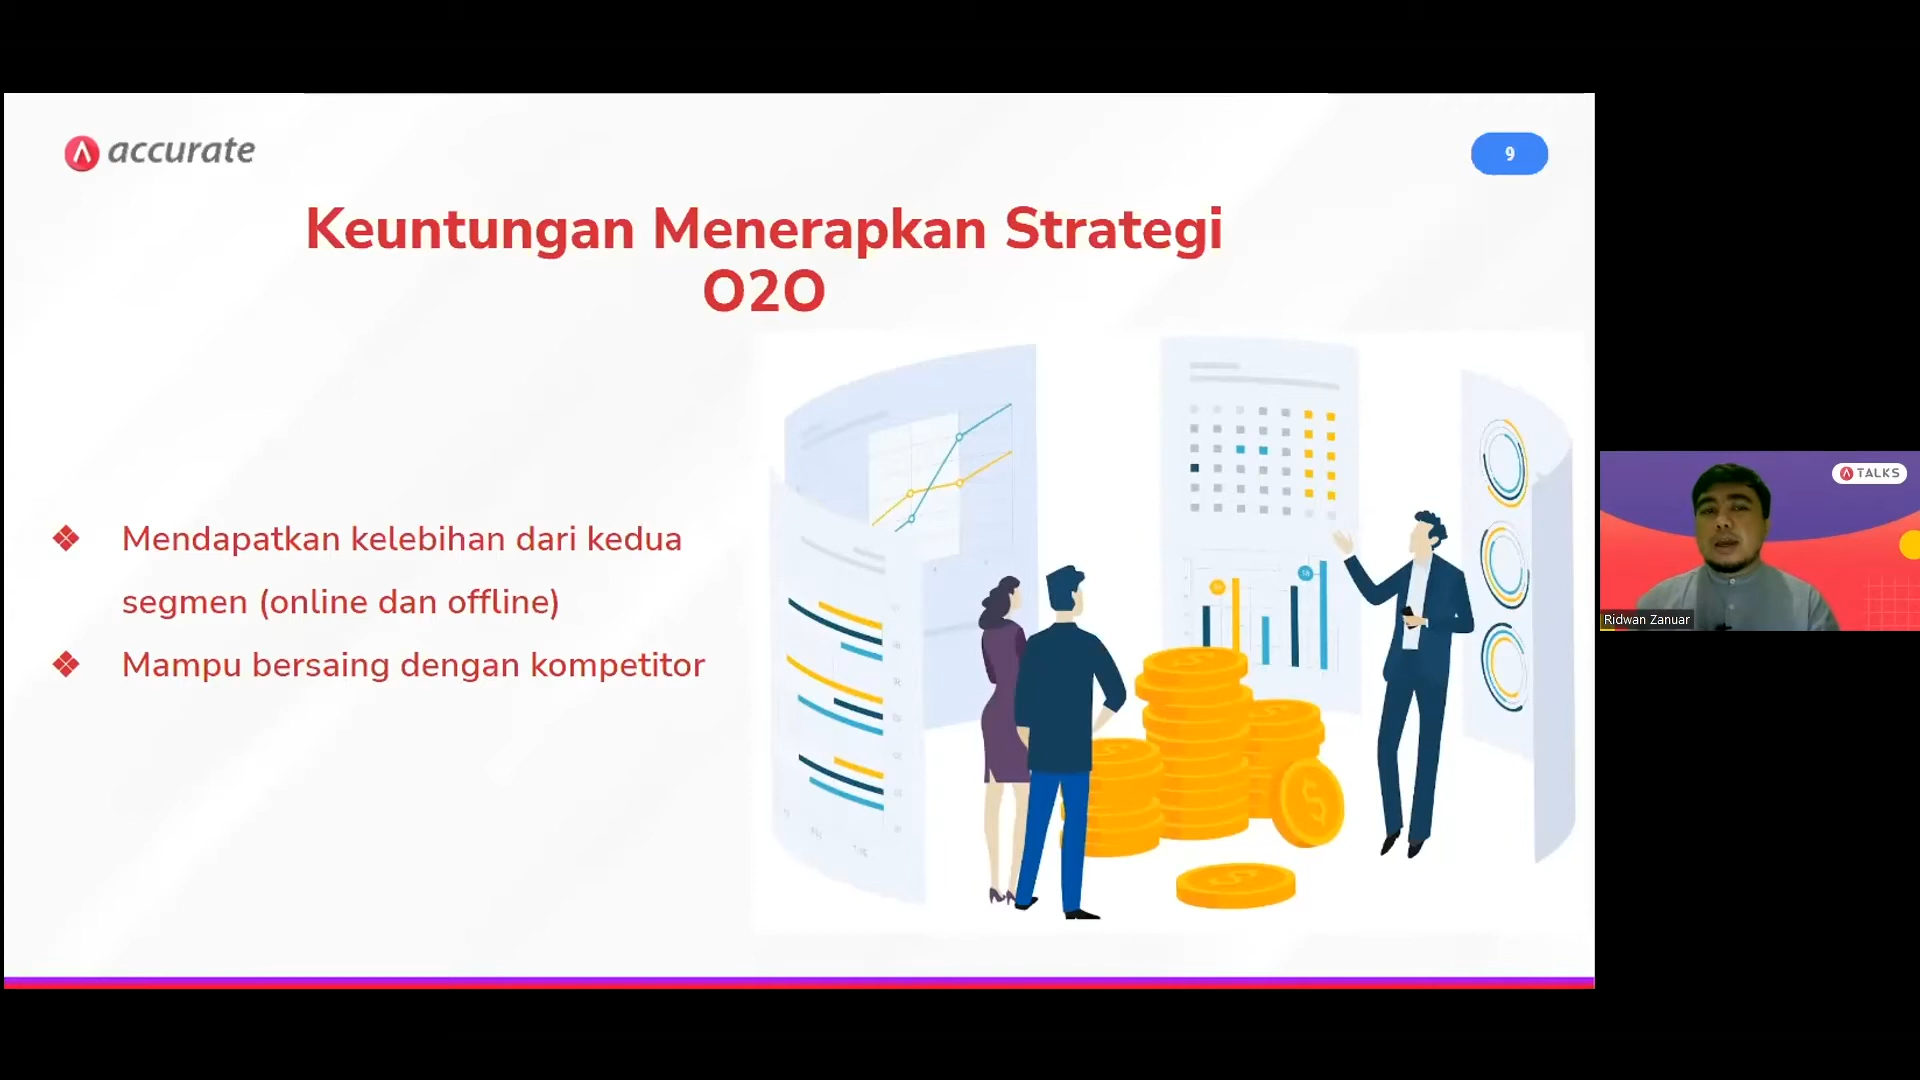 accurate
9
Keuntungan Menerapkan Strategi
O2O
❖ Mendapatkan kelebihan dari kedua
segmen (online dan offline)
❖ Mampu bersaing dengan kompetitor
TALKS
Ridwan Zanuar